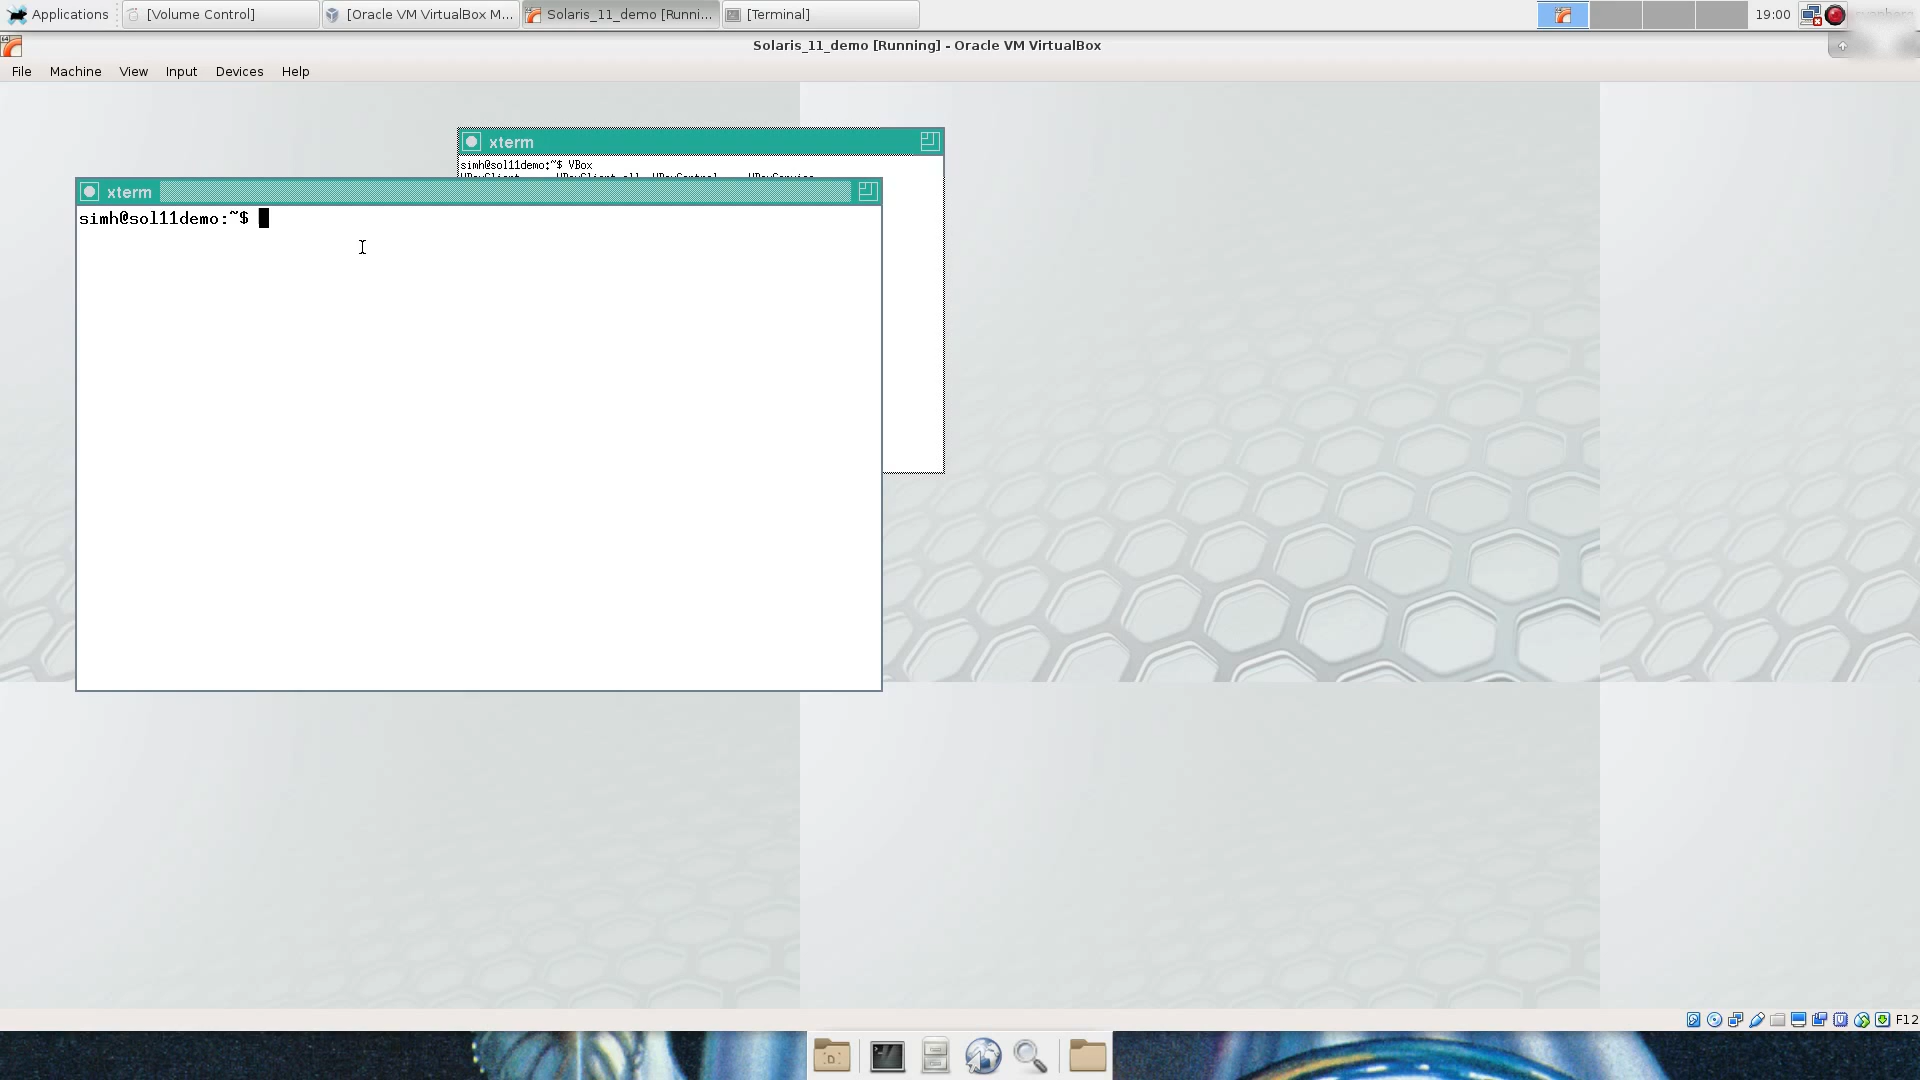 Applications
[Volume Control]
[Oracle VM VirtualBox M...
Solaris_11_demo [Runni...
[Terminal]
19:00
Solaris_11_demo [Running] - Oracle VM VirtualBox
File Machine View Input Devices Help
xterm
simh@sol11demo:~$ VBox
xterm
simh@sol11demo:~$
F12